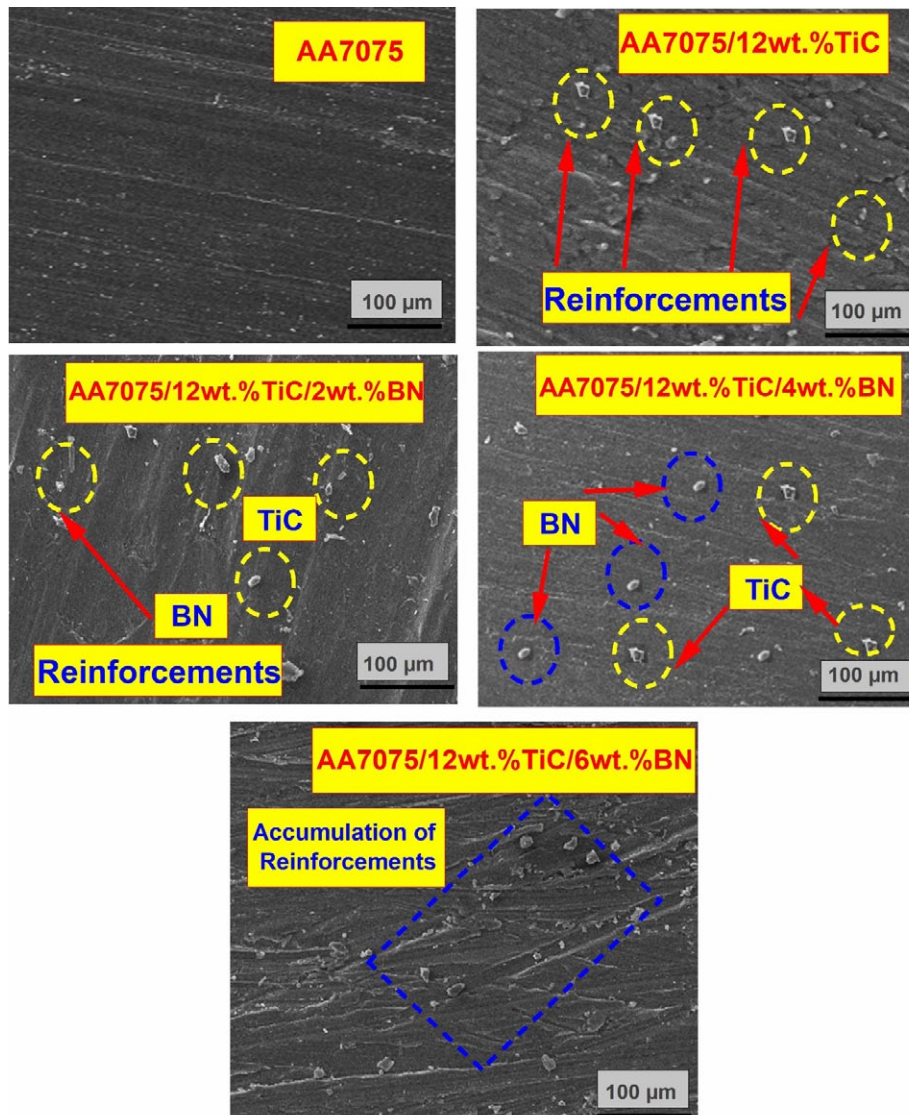 AA7075
100 µm
AA7075/12wt.%TiC
Reinforcements
100 µm
AA7075/12wt.%TiC/2wt.%BN
TiC
BN
Reinforcements
100 µm
AA7075/12wt.%TiC/4wt.%BN
BN
TiC
100 µm
AA7075/12wt.%TiC/6wt.%BN
Accumulation of
Reinforcements
100 µm